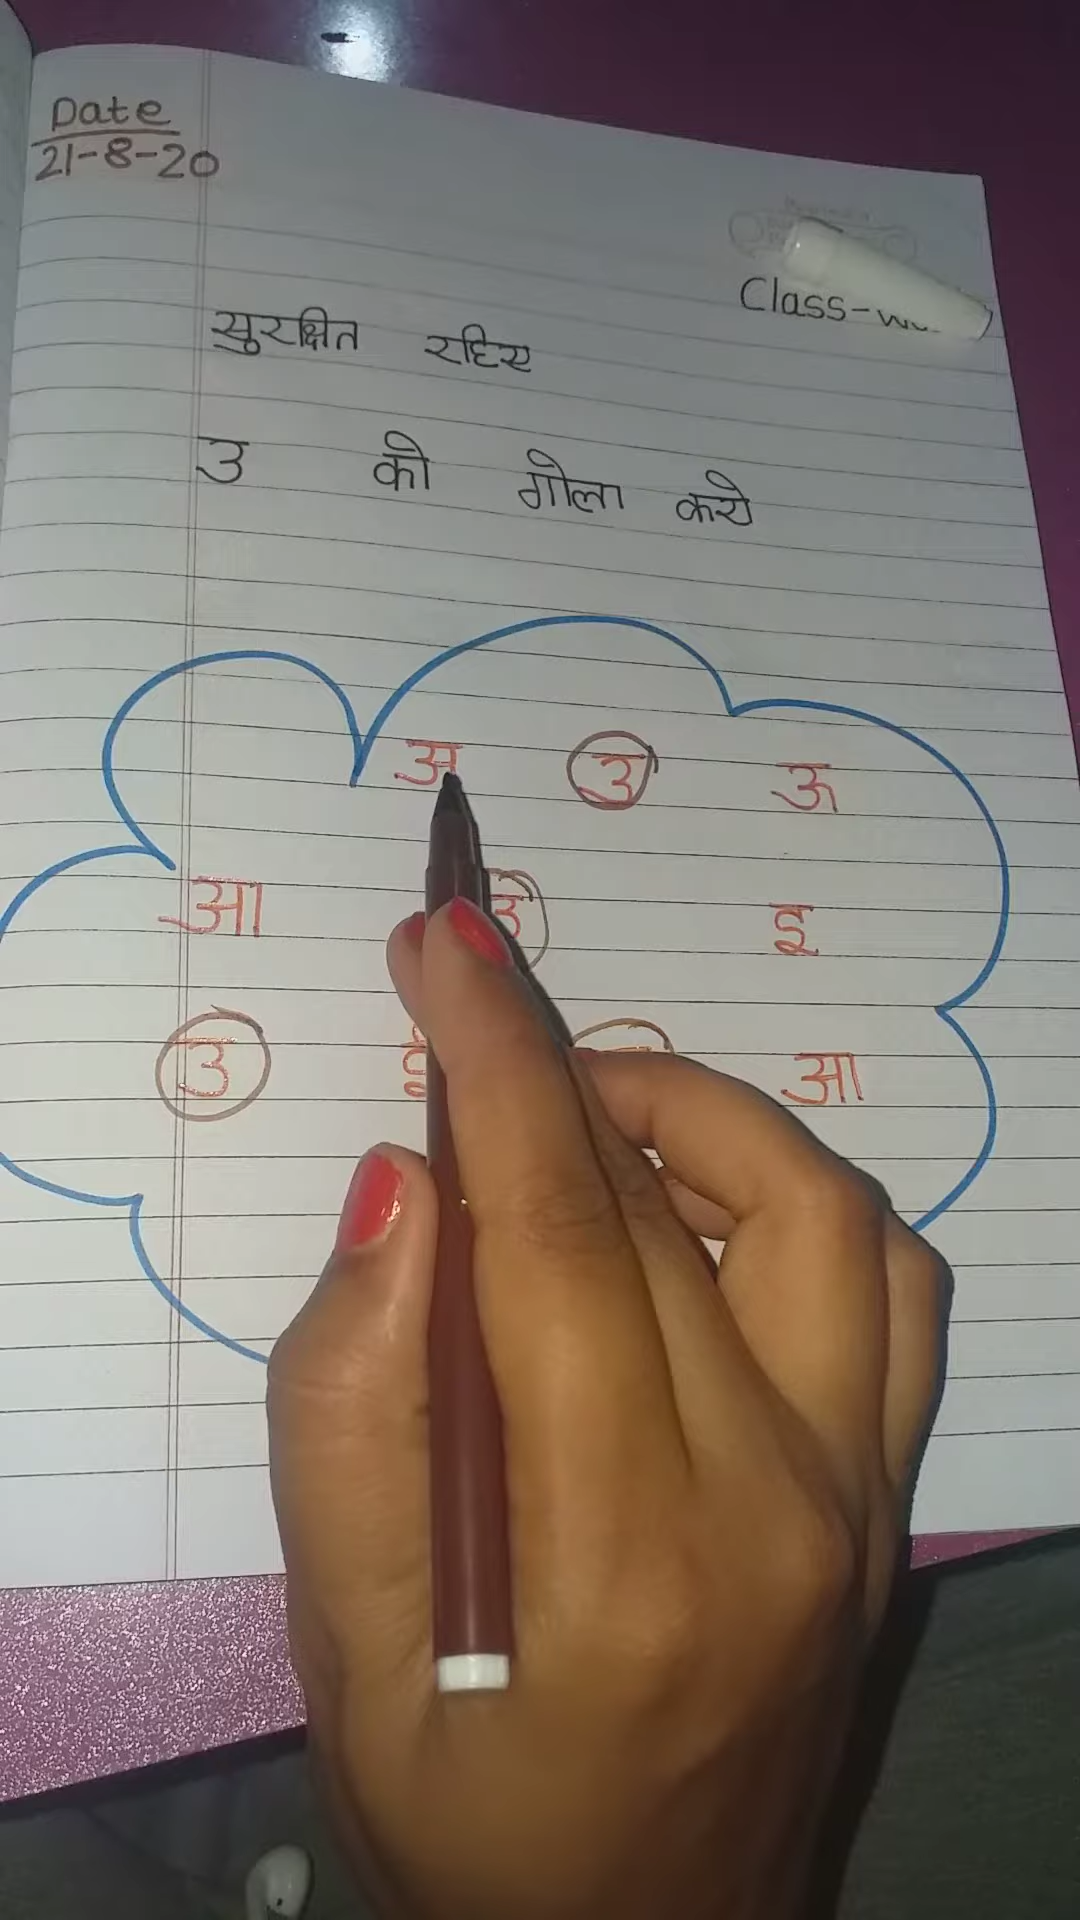 Date
21-8-20
Class-w
सुरक्षित रहिए
उ को गोला करो
अ उ ऊ
आ उ इ
उ आ